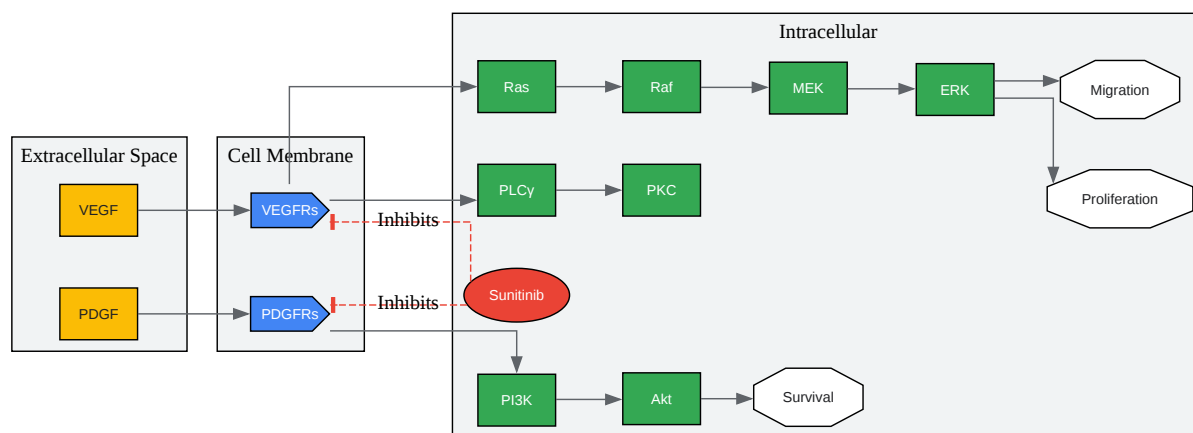 Intracellular
Ras
Raf
MEK
ERK
Migration
Extracellular Space
Cell Membrane
VEGF
VEGFRs
PLCγ
PKC
Proliferation
Inhibits
Sunitinib
Inhibits
PDGF
PDGFRs
PI3K
Akt
Survival